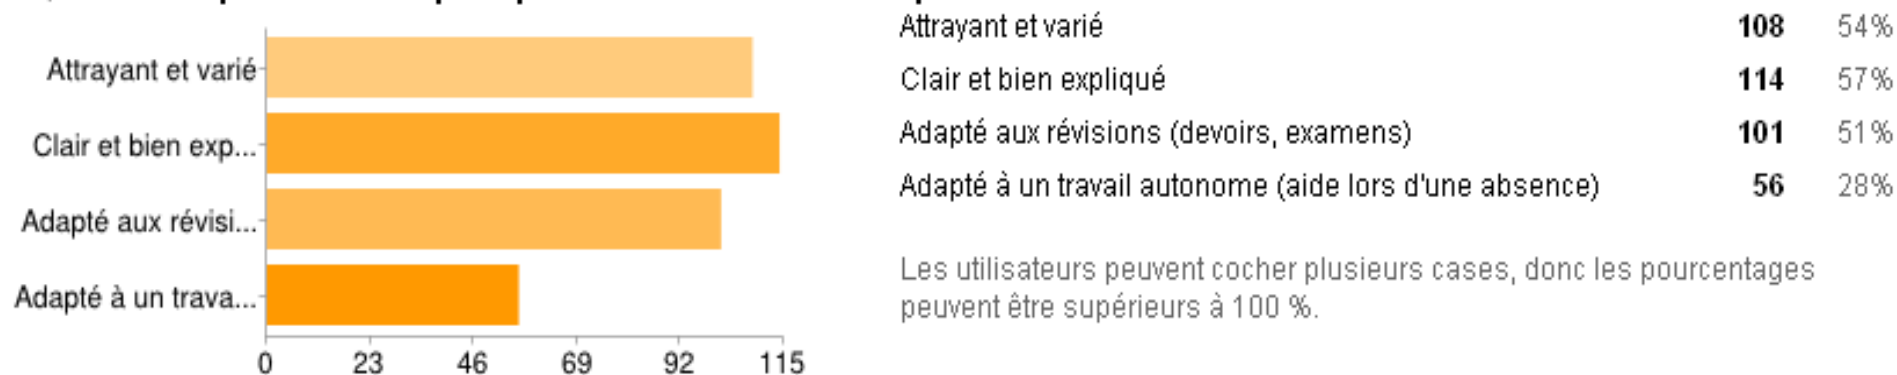 Attrayant et varié
Clair et bien exp...
Adapté aux révisi...
Adapté à un trava...
0 23 46 69 92 115
Attrayant et varié 108 54%
Clair et bien expliqué 114 57%
Adapté aux révisions (devoirs, examens) 101 51%
Adapté à un travail autonome (aide lors d'une absence) 56 28%
Les utilisateurs peuvent cocher plusieurs cases, donc les pourcentages
peuvent être supérieurs à 100 %.